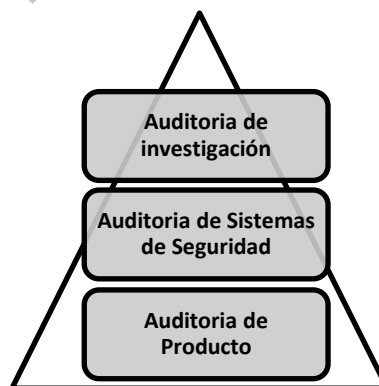 Auditoria de
investigación
Auditoria de Sistemas
de Seguridad
Auditoria de
Producto